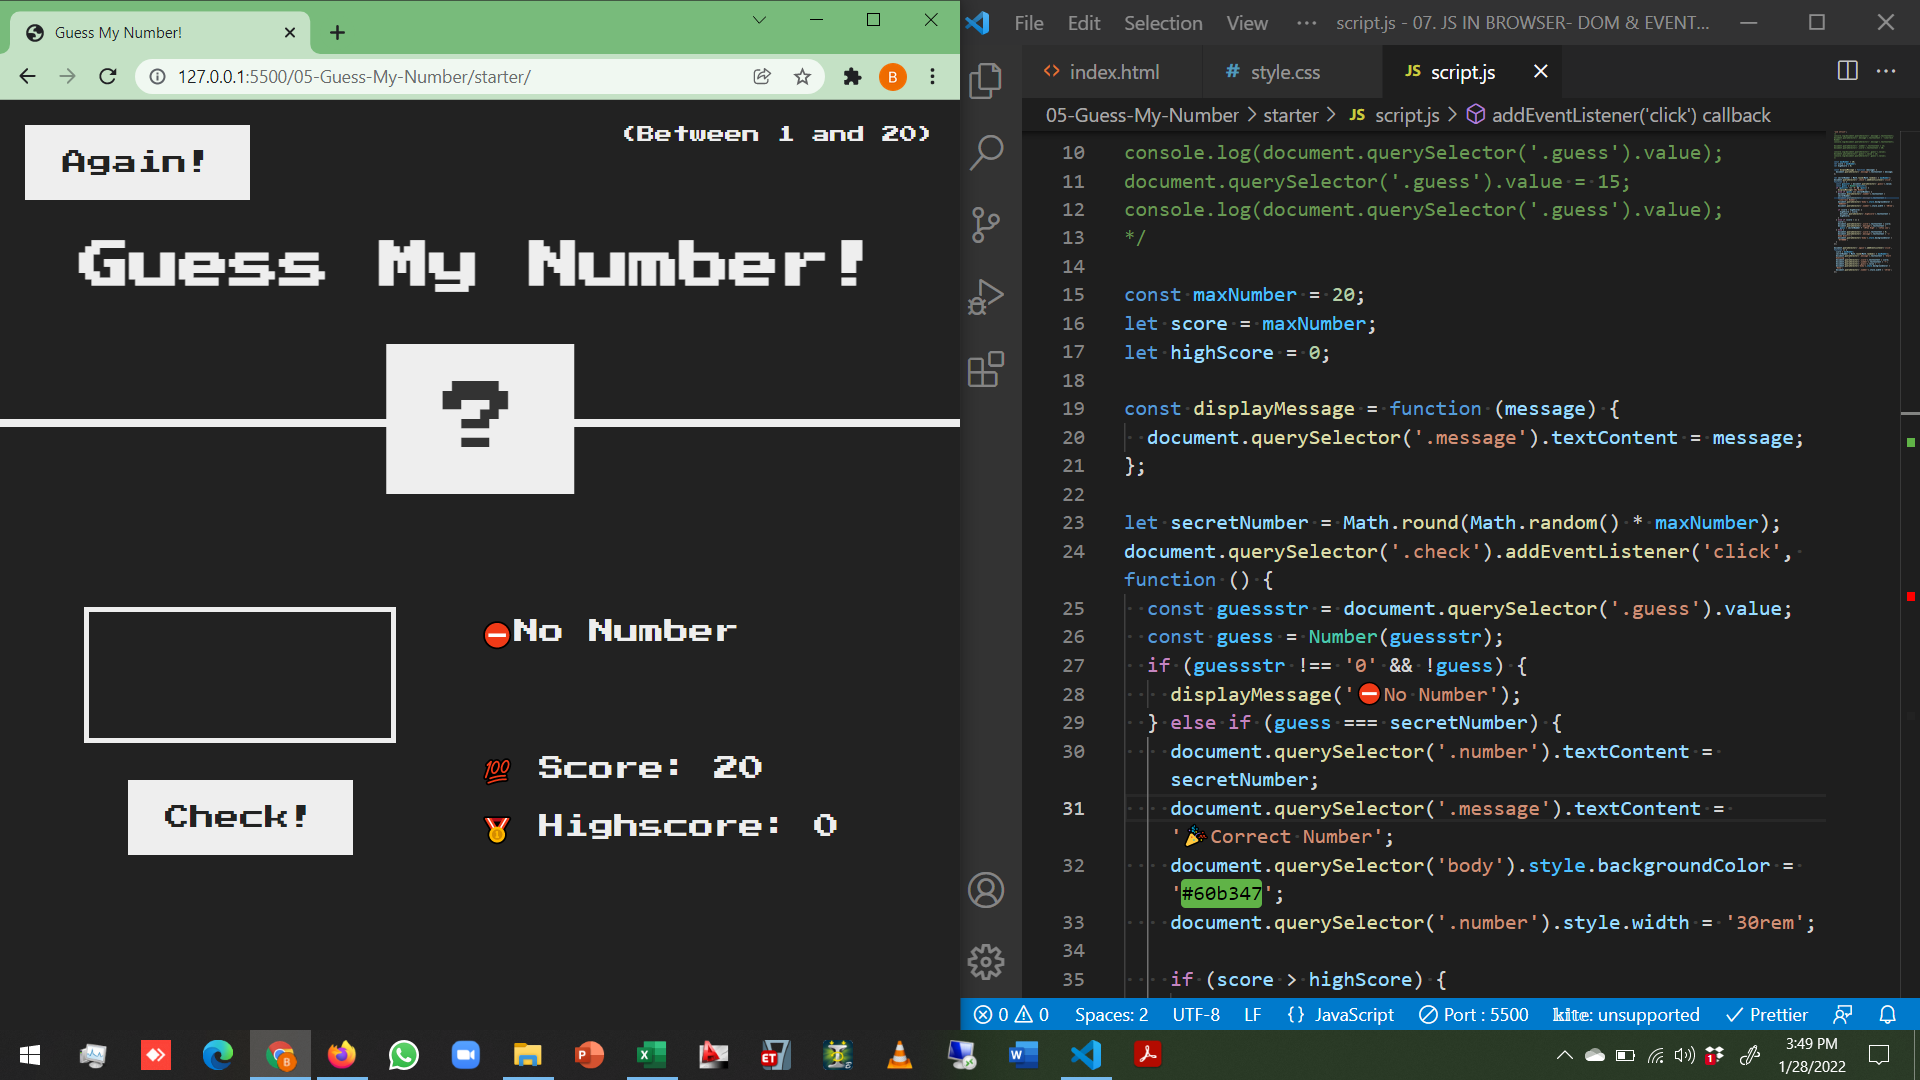 Guess My Number!
127.0.0.1:5500/05-Guess-My-Number/starter/
B
Again!
(Between 1 and 20)
Guess My Number!
?
⛔No Number
💯 Score: 20
🥇 Highscore: 0
Check!
File Edit Selection View ··· script.js - 07. JS IN BROWSER- DOM & EVENT...
<> index.html # style.css JS script.js
05-Guess-My-Number > starter > JS script.js > addEventListener('click') callback
10 console.log(document.querySelector('.guess').value);
11 document.querySelector('.guess').value = 15;
12 console.log(document.querySelector('.guess').value);
13 */
14
15 const maxNumber = 20;
16 let score = maxNumber;
17 let highScore = 0;
18
19 const displayMessage = function (message) {
20 document.querySelector('.message').textContent = message;
21 };
22
23 let secretNumber = Math.round(Math.random() * maxNumber);
24 document.querySelector('.check').addEventListener('click',
function () {
25 const guessstr = document.querySelector('.guess').value;
26 const guess = Number(guessstr);
27 if (guessstr !== '0' && !guess) {
28 displayMessage('⛔No Number');
29 } else if (guess === secretNumber) {
30 document.querySelector('.number').textContent =
secretNumber;
31 document.querySelector('.message').textContent =
'🎉Correct Number';
32 document.querySelector('body').style.backgroundColor =
'#60b347';
33 document.querySelector('.number').style.width = '30rem';
34
35 if (score > highScore) {
0 0 Spaces: 2 UTF-8 LF {} JavaScript Port : 5500 kite: unsupported Prettier
3:49 PM
1/28/2022